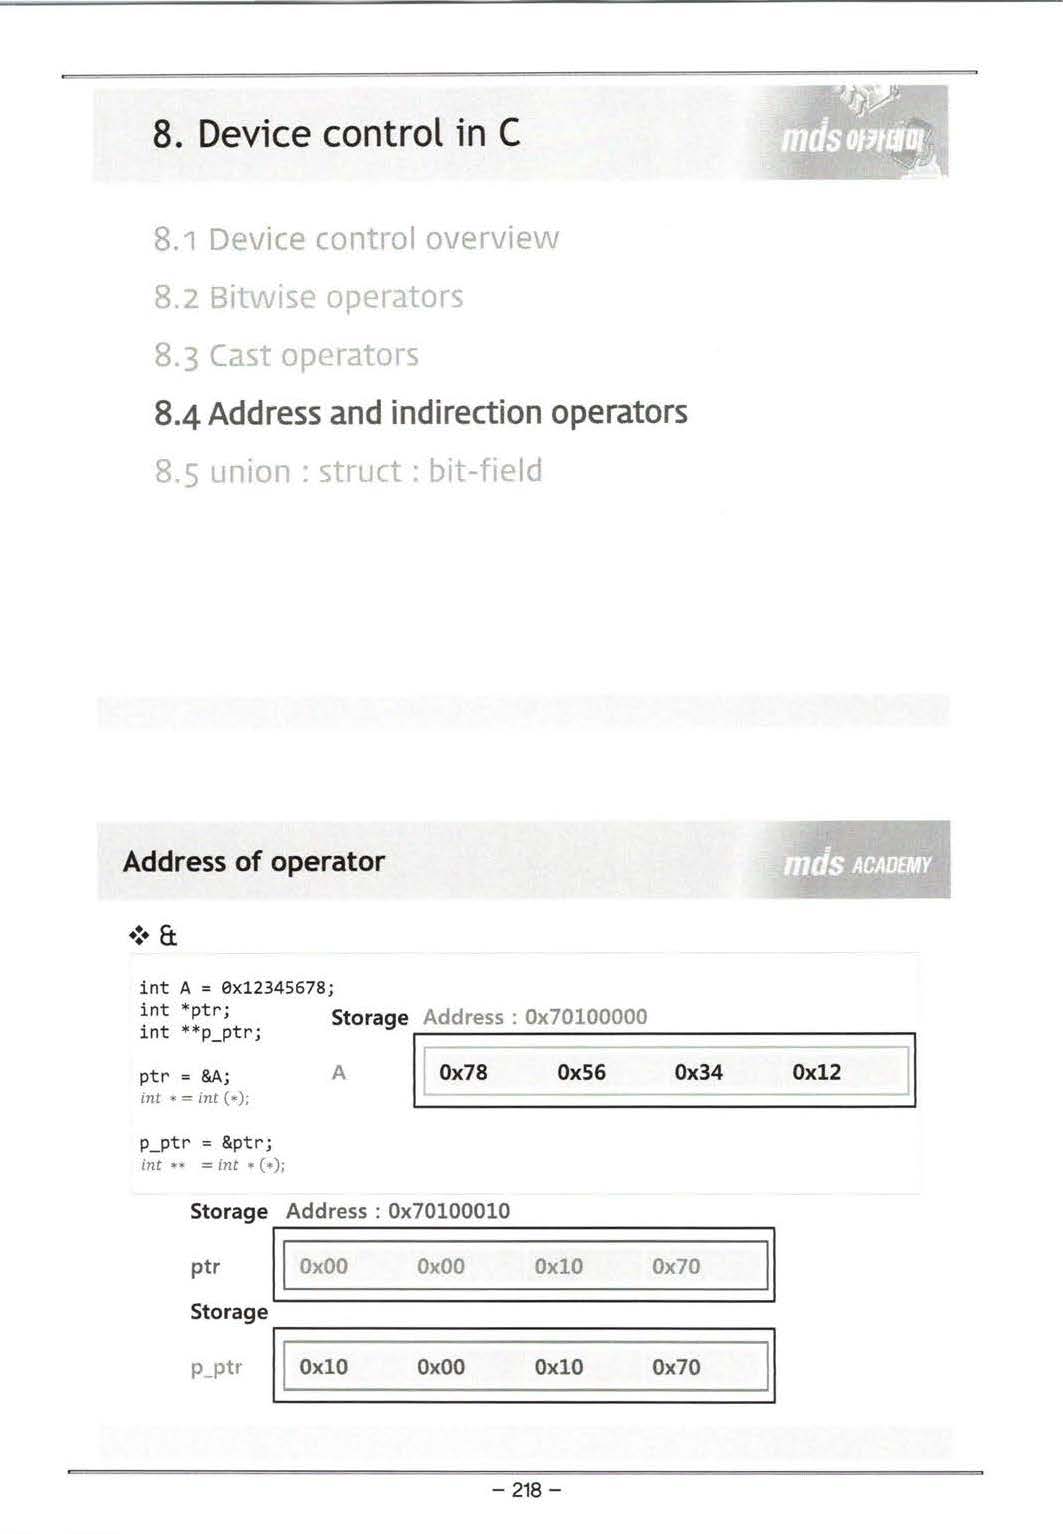 8. Device control in C
mds 아카데미
8.1 Device control overview
8.2 Bitwise operators
8.3 Cast operators
8.4 Address and indirection operators
8.5 union : struct : bit-field
Address of operator
mds ACADEMY
❖ &
int A = 0x12345678;
int *ptr;
int **p_ptr;
Storage Address : 0x70100000
A 0x78 0x56 0x34 0x12
ptr = &A;
int * = int (*);
p_ptr = &ptr;
int ** = int * (*);
Storage Address : 0x70100010
ptr 0x00 0x00 0x10 0x70
Storage
p_ptr 0x10 0x00 0x10 0x70
– 218 –